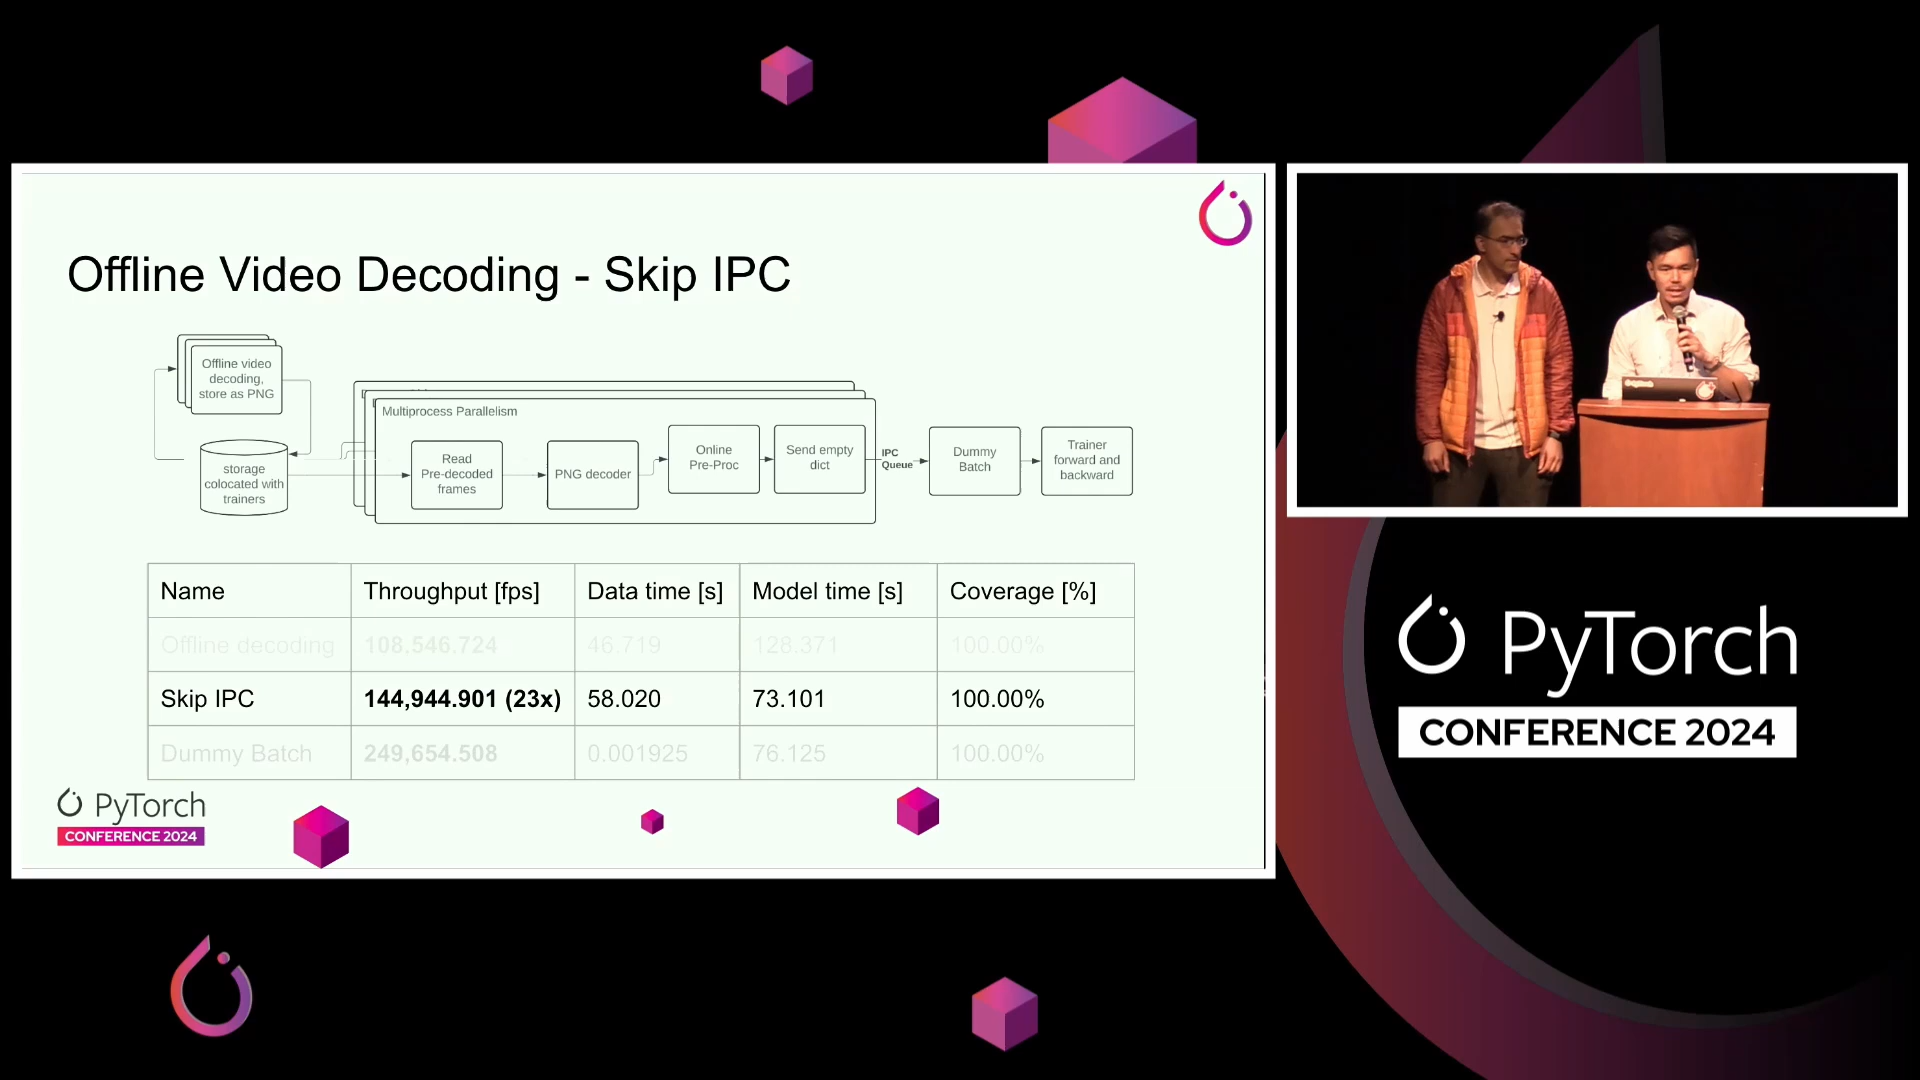 Offline Video Decoding - Skip IPC
Offline video
decoding,
store as PNG
storage
colocated with
trainers
Multiprocess Parallelism
Read
Pre-decoded
frames
PNG decoder
Online
Pre-Proc
Send empty
dict
IPC
Queue
Dummy
Batch
Trainer
forward and
backward
Name Throughput [fps] Data time [s] Model time [s] Coverage [%]
Offline decoding 108,546.724 46.719 128.371 100.00%
Skip IPC 144,944.901 (23x) 58.020 73.101 100.00%
Dummy Batch 249,654.508 0.001925 76.125 100.00%
PyTorch
CONFERENCE 2024
PyTorch
CONFERENCE 2024